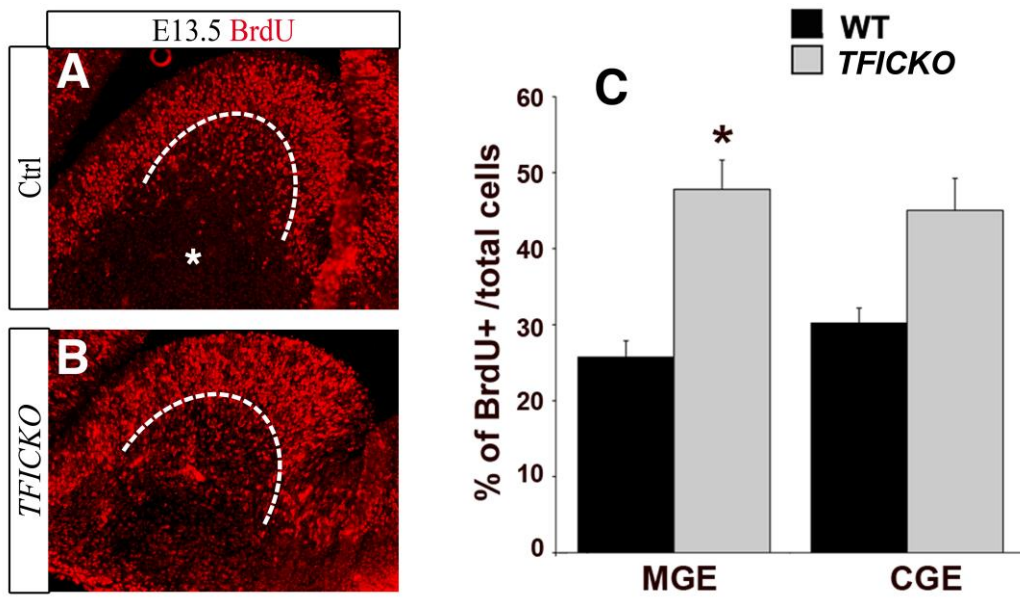 E13.5 BrdU
Ctrl
A
*
TFICKO
B
WT
TFICKO
C
% of BrdU+ /total cells
60
50
40
30
20
10
0
*
MGE
CGE